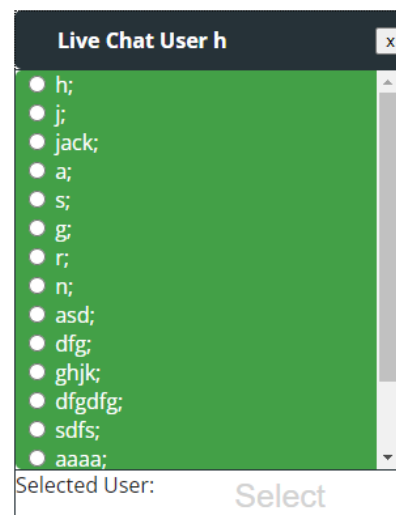 Live Chat User h
x
h;
j;
jack;
a;
s;
g;
r;
n;
asd;
dfg;
ghjk;
dfgdfg;
sdfs;
aaaa;
Selected User:
Select